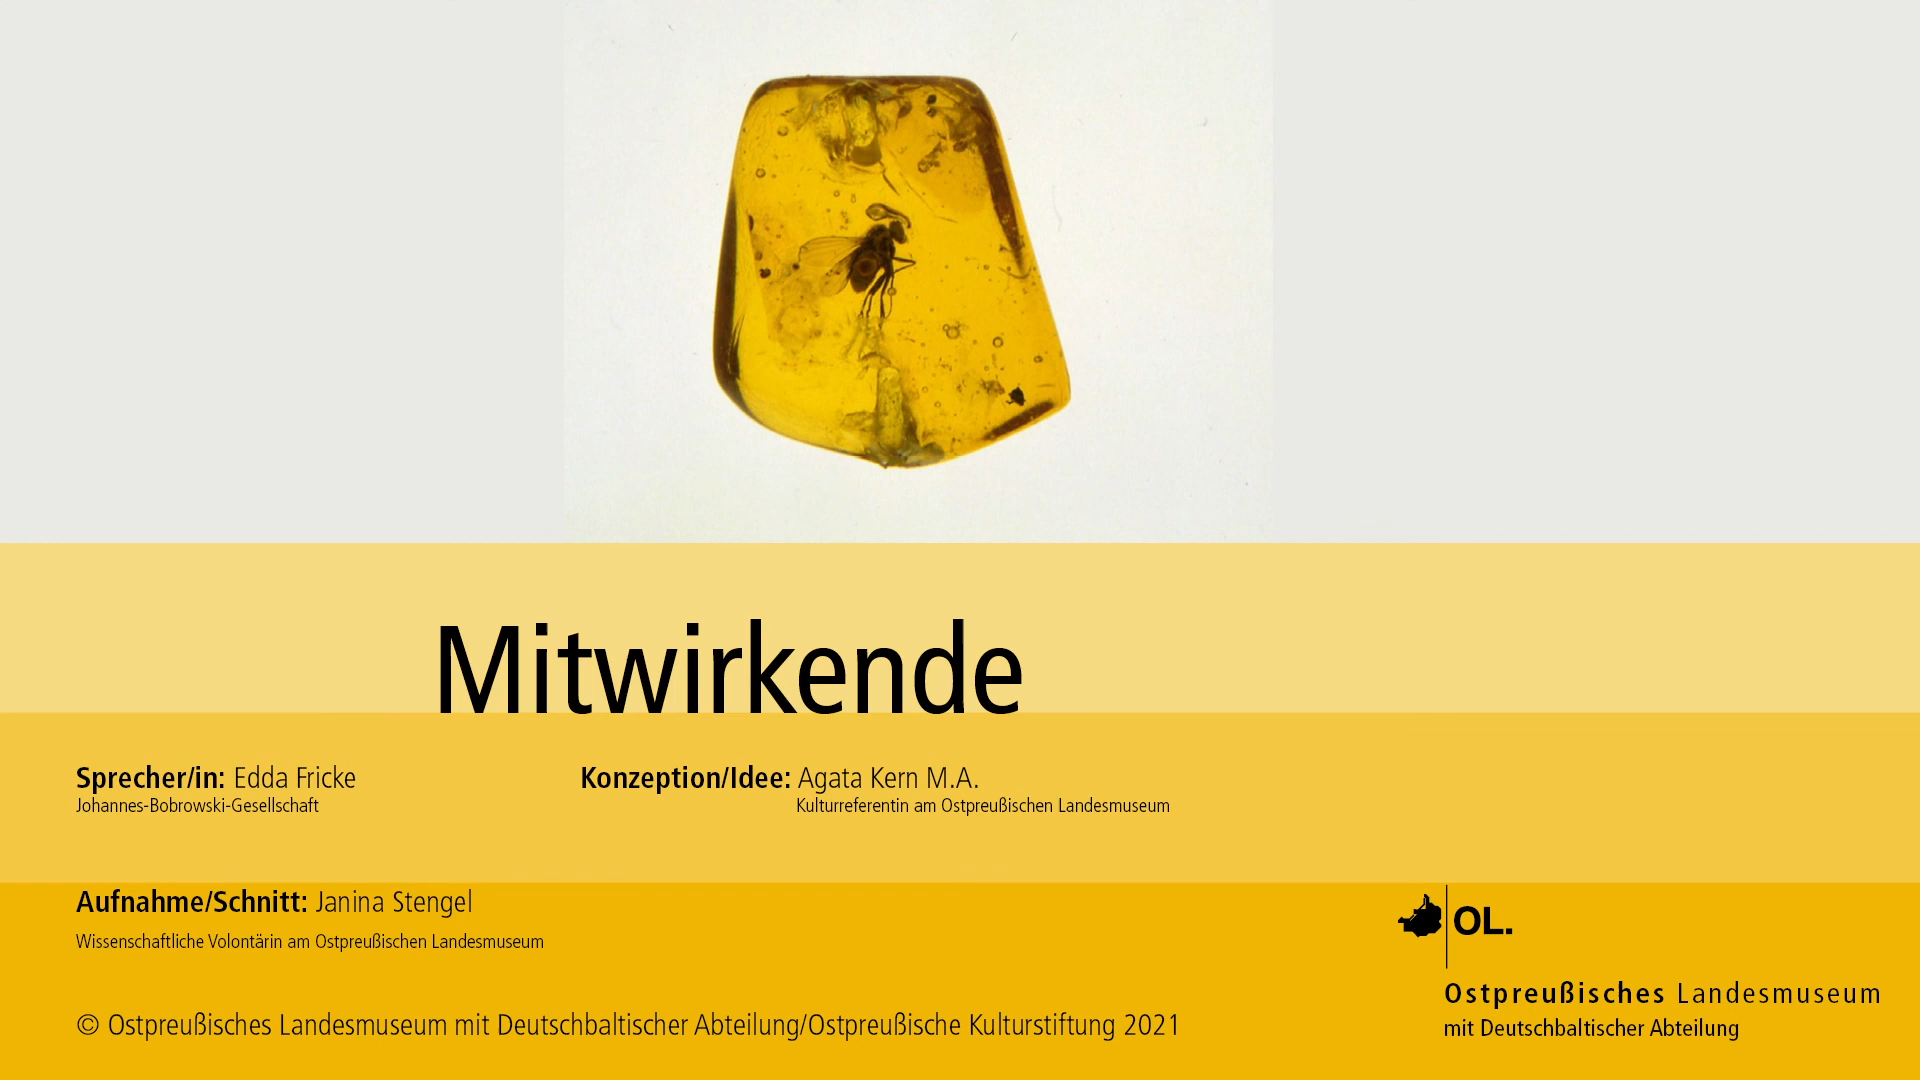 Mitwirkende
Sprecher/in: Edda Fricke
Johannes-Bobrowski-Gesellschaft
Konzeption/Idee: Agata Kern M.A.
Kulturreferentin am Ostpreußischen Landesmuseum
Aufnahme/Schnitt: Janina Stengel
Wissenschaftliche Volontärin am Ostpreußischen Landesmuseum
© Ostpreußisches Landesmuseum mit Deutschbaltischer Abteilung/Ostpreußische Kulturstiftung 2021
OL.
Ostpreußisches Landesmuseum
mit Deutschbaltischer Abteilung